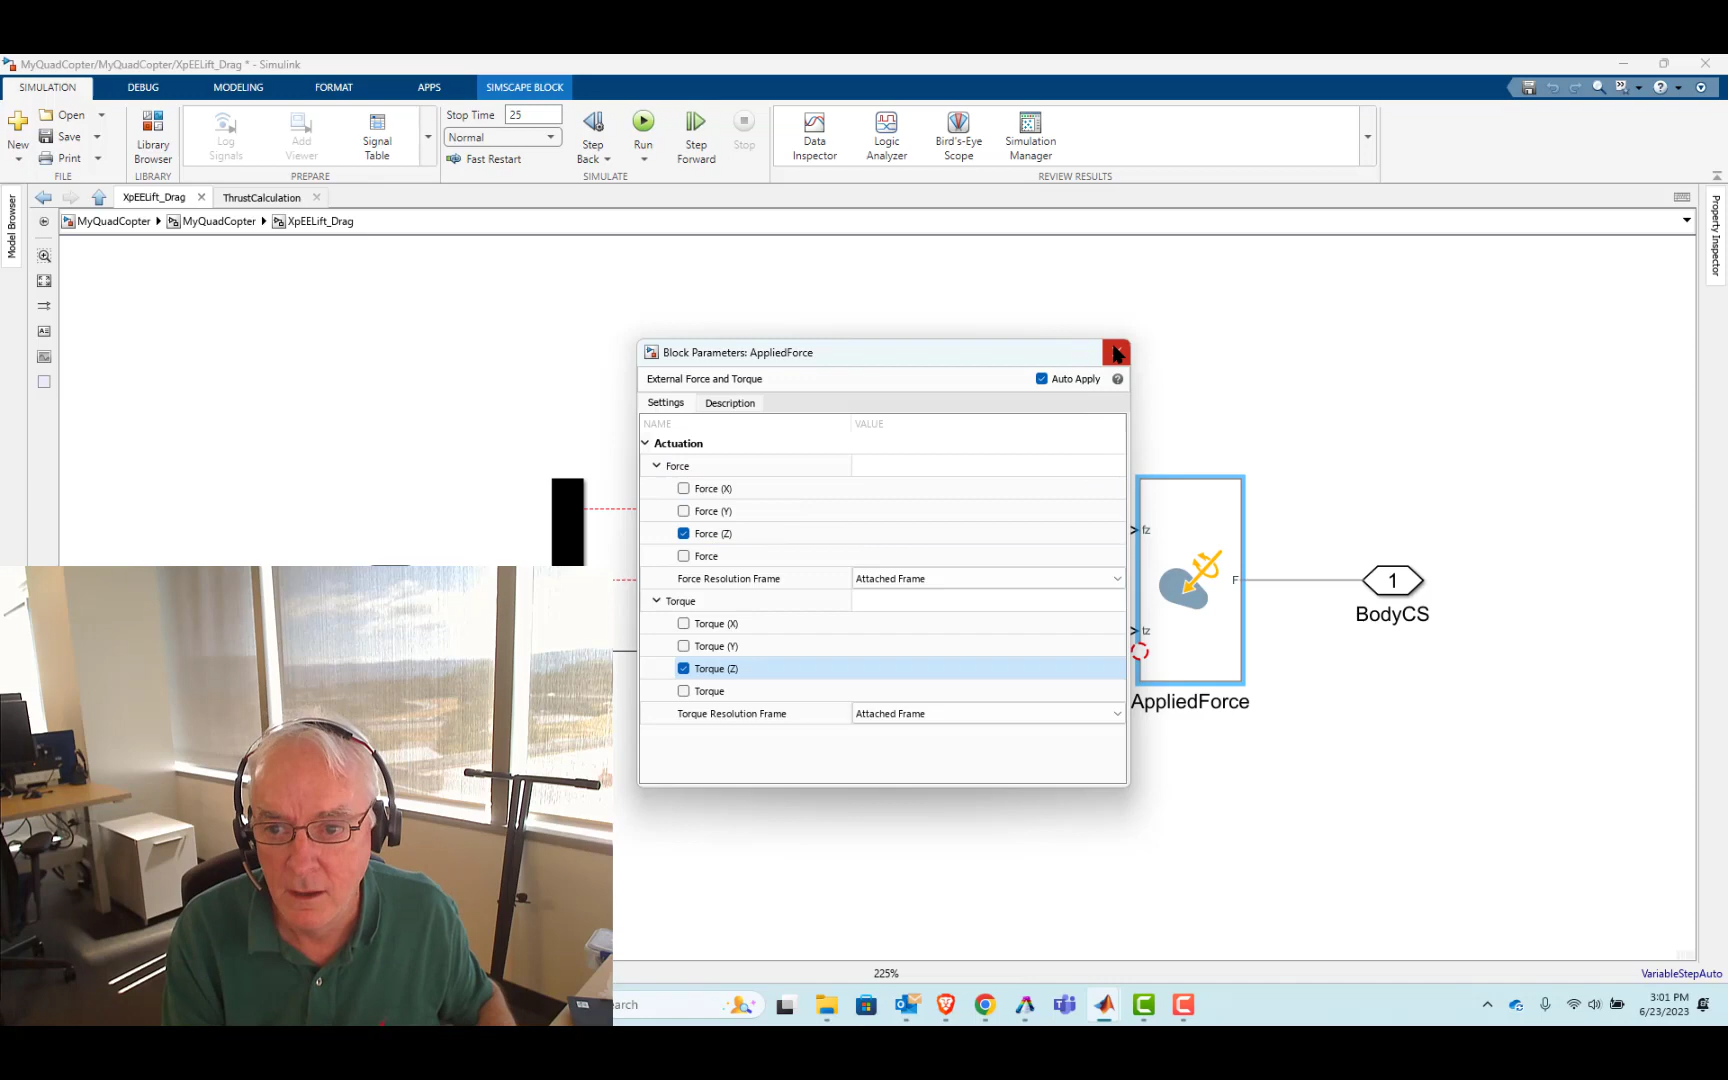 MyQuadCopter/MyQuadCopter/XpEELift_Drag * - Simulink
SIMULATION DEBUG MODELING FORMAT APPS SIMSCAPE BLOCK
New
Open
Save
Print
FILE
Library Browser
LIBRARY
Log Signals
Add Viewer
Signal Table
PREPARE
Stop Time 25
Normal
Fast Restart
Step Back
Run
Step Forward
Stop
SIMULATE
Data Inspector
Logic Analyzer
Bird's-Eye Scope
Simulation Manager
REVIEW RESULTS
Model Browser
XpEELift_Drag ThrustCalculation
MyQuadCopter MyQuadCopter XpEELift_Drag
Property Inspector
Block Parameters: AppliedForce
External Force and Torque Auto Apply
Settings Description
NAME VALUE
Actuation
Force
Force (X)
Force (Y)
Force (Z)
Force
Force Resolution Frame Attached Frame
Torque
Torque (X)
Torque (Y)
Torque (Z)
Torque
Torque Resolution Frame Attached Frame
fz
F
tz
AppliedForce
1
BodyCS
225%
VariableStepAuto
earch
3:01 PM
6/23/2023